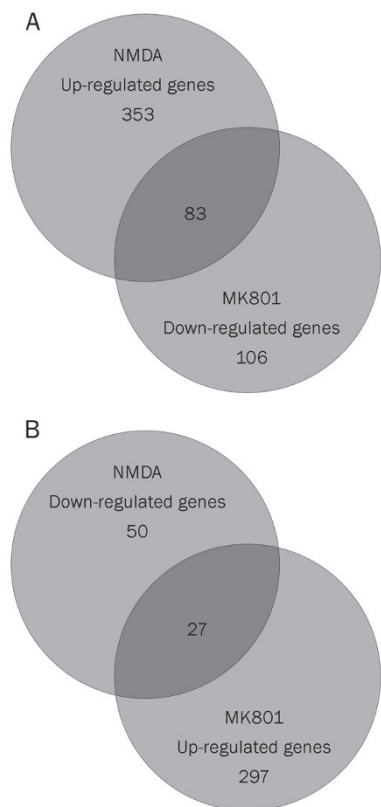 A
NMDA
Up-regulated genes
353
83
MK801
Down-regulated genes
106
B
NMDA
Down-regulated genes
50
27
MK801
Up-regulated genes
297